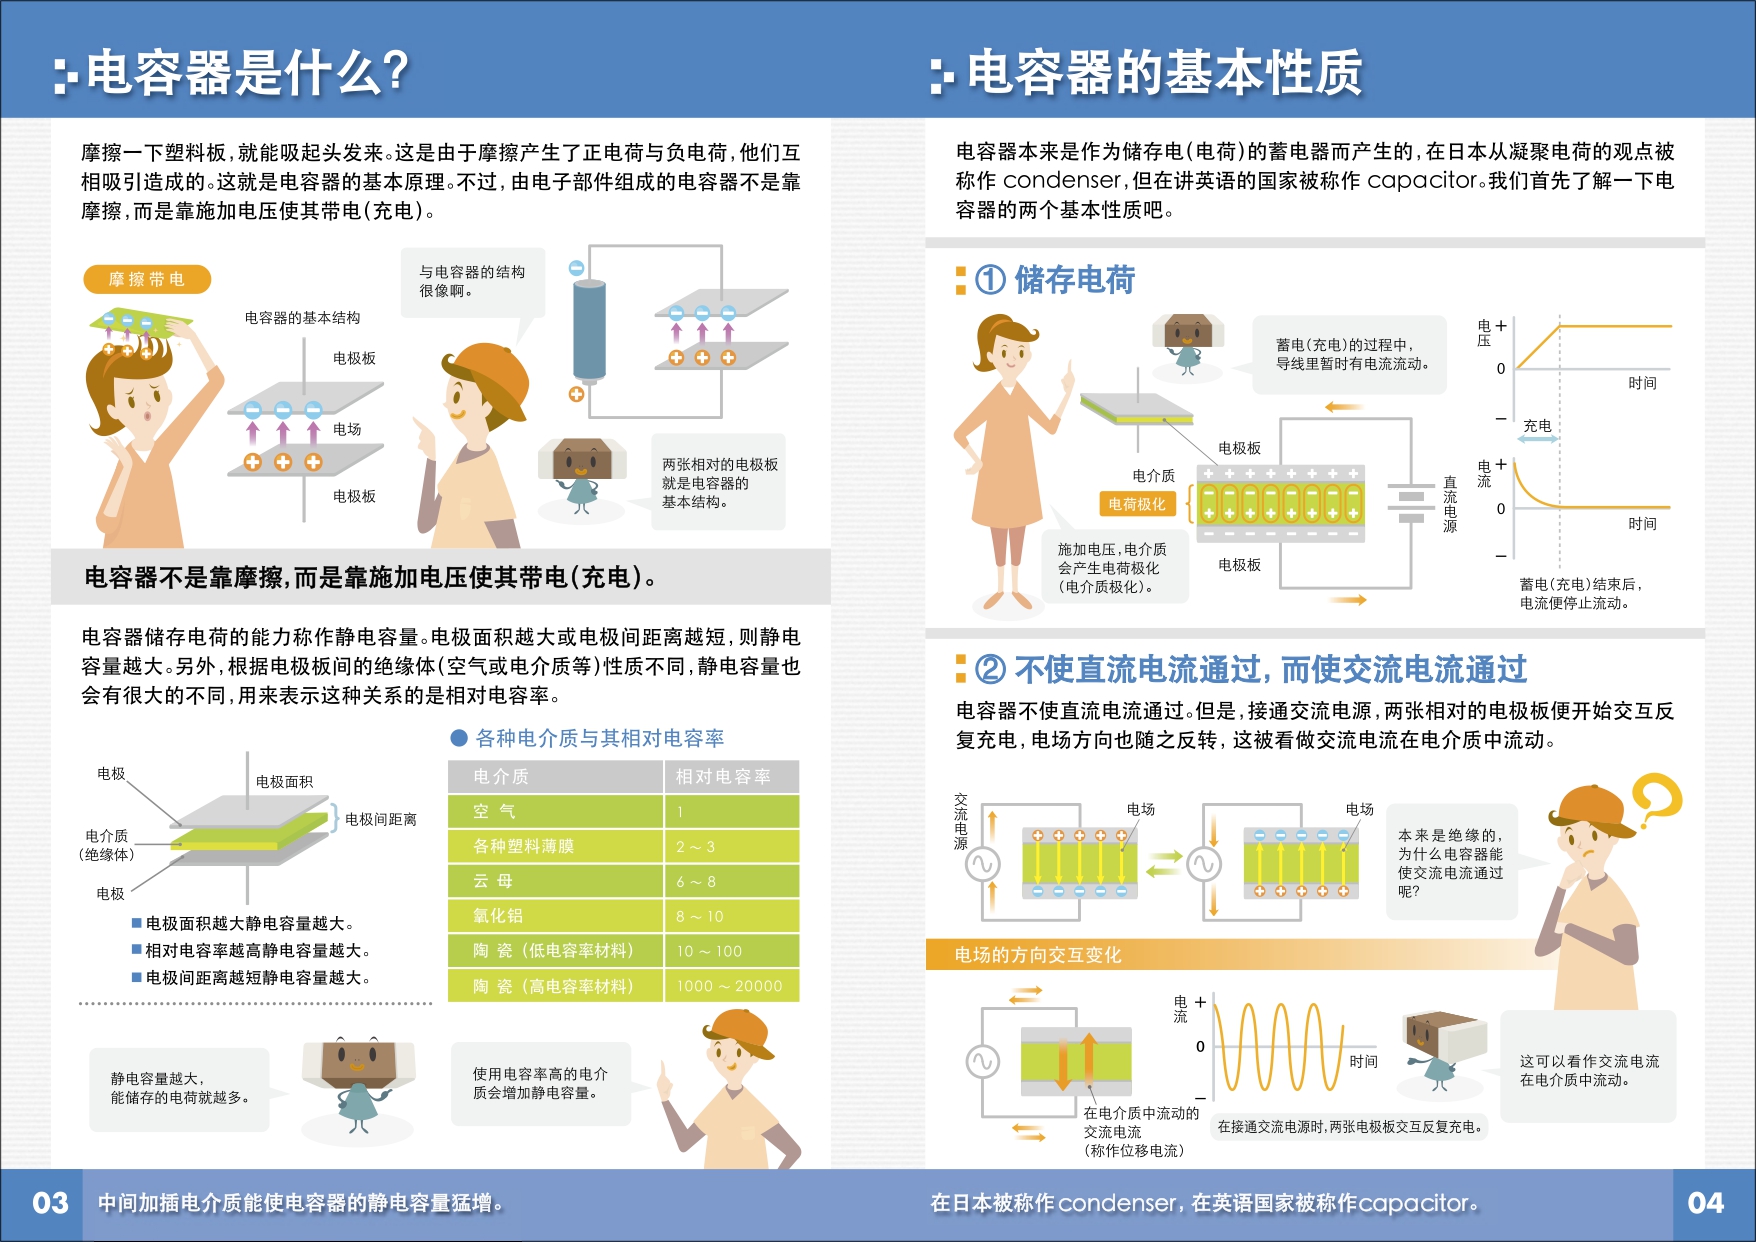 电容器是什么?
摩擦一下塑料板,就能吸起头发来。这是由于摩擦产生了正电荷与负电荷,他们互
相吸引造成的。这就是电容器的基本原理。不过,由电子部件组成的电容器不是靠
摩擦,而是靠施加电压使其带电(充电)。
摩擦带电
电容器的基本结构
电极板
电场
电极板
与电容器的结构
很像啊。
两张相对的电极板
就是电容器的
基本结构。
电容器不是靠摩擦,而是靠施加电压使其带电(充电)。
电容器储存电荷的能力称作静电容量。电极面积越大或电极间距离越短,则静电
容量越大。另外,根据电极板间的绝缘体(空气或电介质等)性质不同,静电容量也
会有很大的不同,用来表示这种关系的是相对电容率。
电极
电极面积
电极间距离
电介质
(绝缘体)
电极
■ 电极面积越大静电容量越大。
■ 相对电容率越高静电容量越大。
■ 电极间距离越短静电容量越大。
● 各种电介质与其相对电容率
电介质 相对电容率
空 气 1
各种塑料薄膜 2 ~ 3
云 母 6 ~ 8
氧化铝 8 ~ 10
陶 瓷(低电容率材料) 10 ~ 100
陶 瓷(高电容率材料) 1000 ~ 20000
静电容量越大,
能储存的电荷就越多。
使用电容率高的电介
质会增加静电容量。
03 中间加插电介质能使电容器的静电容量猛增。
电容器的基本性质
电容器本来是作为储存电(电荷)的蓄电器而产生的,在日本从凝聚电荷的观点被
称作 condenser,但在讲英语的国家被称作 capacitor。我们首先了解一下电
容器的两个基本性质吧。
① 储存电荷
蓄电(充电)的过程中,
导线里暂时有电流流动。
电极板
电介质
电荷极化
电极板
直流电源
施加电压,电介质
会产生电荷极化
(电介质极化)。
电压
+
0
−
时间
充电
电流
+
0
−
时间
蓄电(充电)结束后,
电流便停止流动。
② 不使直流电流通过,而使交流电流通过
电容器不使直流电流通过。但是,接通交流电源,两张相对的电极板便开始交互反
复充电,电场方向也随之反转,这被看做交流电流在电介质中流动。
交流电源
电场
电场
本来是绝缘的,
为什么电容器能
使交流电流通过
呢?
电场的方向交互变化
在电介质中流动的
交流电流
(称作位移电流)
电流
+
0
−
时间
在接通交流电源时,两张电极板交互反复充电。
这可以看作交流电流
在电介质中流动。
在日本被称作condenser,在英语国家被称作capacitor。 04